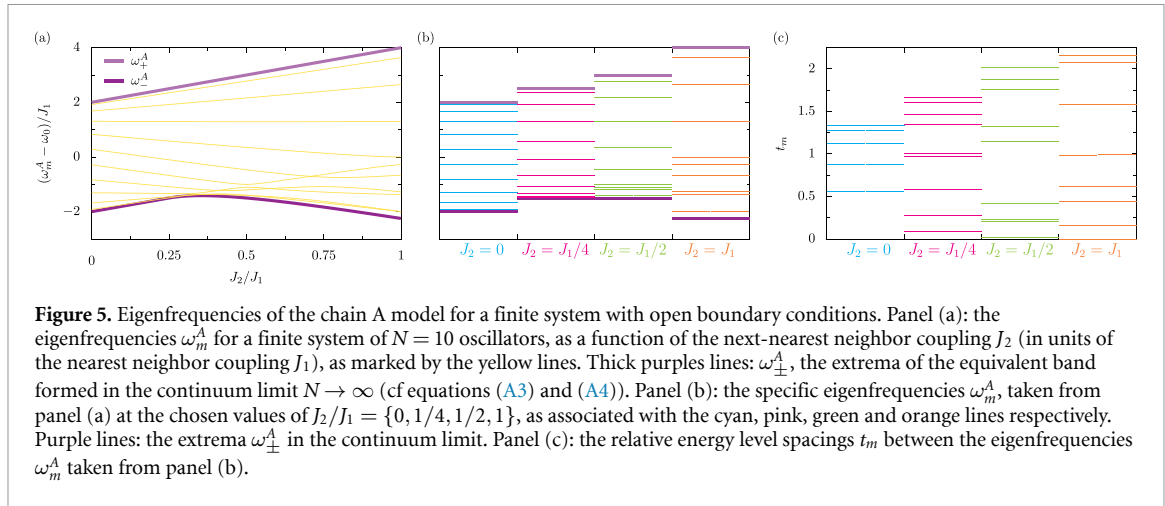 (a)
4
2
0
−2
(ω_m^A − ω_0)/J_1
ω_+^A
ω_−^A
0
0.25
0.5
0.75
1
J_2/J_1
(b)
J_2 = 0
J_2 = J_1/4
J_2 = J_1/2
J_2 = J_1
(c)
2
1.5
1
0.5
0
t_m
J_2 = 0
J_2 = J_1/4
J_2 = J_1/2
J_2 = J_1
Figure 5. Eigenfrequencies of the chain A model for a finite system with open boundary conditions. Panel (a): the
eigenfrequencies ω_m^A for a finite system of N = 10 oscillators, as a function of the next-nearest neighbor coupling J_2 (in units of
the nearest neighbor coupling J_1), as marked by the yellow lines. Thick purples lines: ω_±^A, the extrema of the equivalent band
formed in the continuum limit N → ∞ (cf equations (A3) and (A4)). Panel (b): the specific eigenfrequencies ω_m^A, taken from
panel (a) at the chosen values of J_2/J_1 = {0, 1/4, 1/2, 1}, as associated with the cyan, pink, green and orange lines respectively.
Purple lines: the extrema ω_±^A in the continuum limit. Panel (c): the relative energy level spacings t_m between the eigenfrequencies
ω_m^A taken from panel (b).